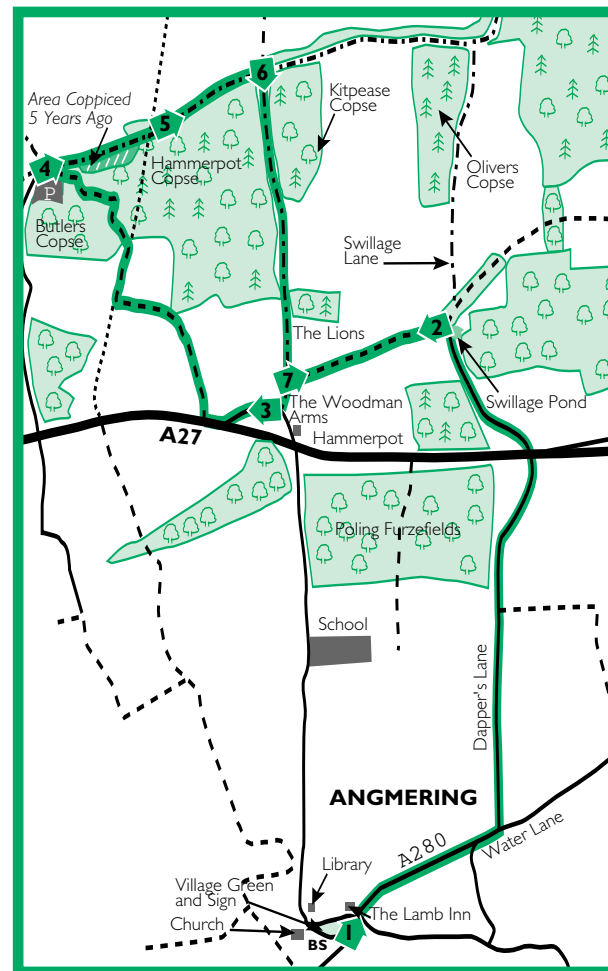 6
Area Coppiced
5 Years Ago
Kitpease
Copse
5
4
Hammerpot
Copse
Olivers
Copse
P
Butlers
Copse
Swillage
Lane
2
The Lions
7
3
The Woodman
Arms
Swillage Pond
A27
Hammerpot
Poling Furzefields
School
Dapper's Lane
ANGMERING
A280
Water Lane
Library
Village Green
and Sign
The Lamb Inn
Church
BS
1